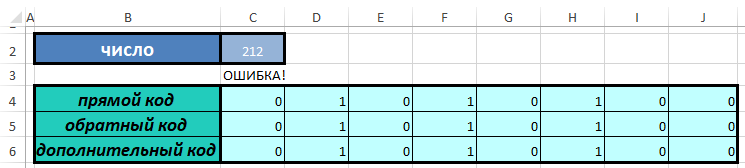 A B C D E F G H I J
2 число 212
3 ОШИБКА!
4 прямой код 0 1 0 1 0 1 0 0
5 обратный код 0 1 0 1 0 1 0 0
6 дополнительный код 0 1 0 1 0 1 0 0